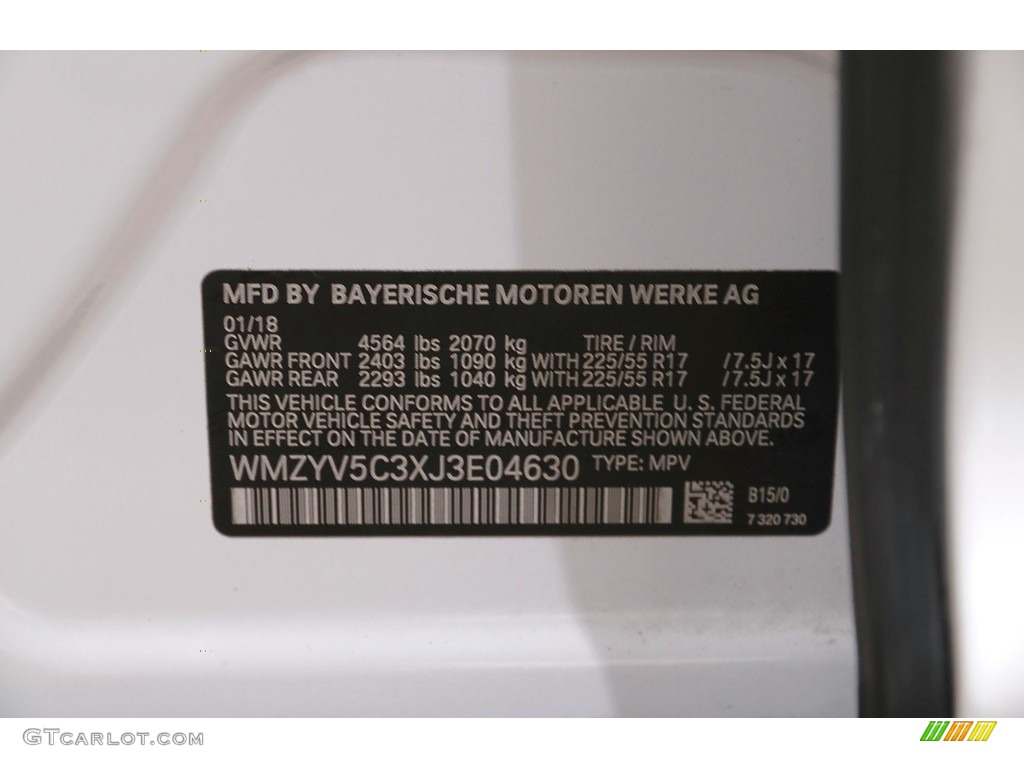 MFD BY BAYERISCHE MOTOREN WERKE AG
01/18
GVWR 4564 lbs 2070 kg TIRE / RIM
GAWR FRONT 2403 lbs 1090 kg WITH 225/55 R17 /7.5J x 17
GAWR REAR 2293 lbs 1040 kg WITH 225/55 R17 /7.5J x 17
THIS VEHICLE CONFORMS TO ALL APPLICABLE U. S. FEDERAL
MOTOR VEHICLE SAFETY AND THEFT PREVENTION STANDARDS
IN EFFECT ON THE DATE OF MANUFACTURE SHOWN ABOVE.
WMZYV5C3XJ3E04630 TYPE: MPV
B15/0
7 320 730
GTcarlot.com